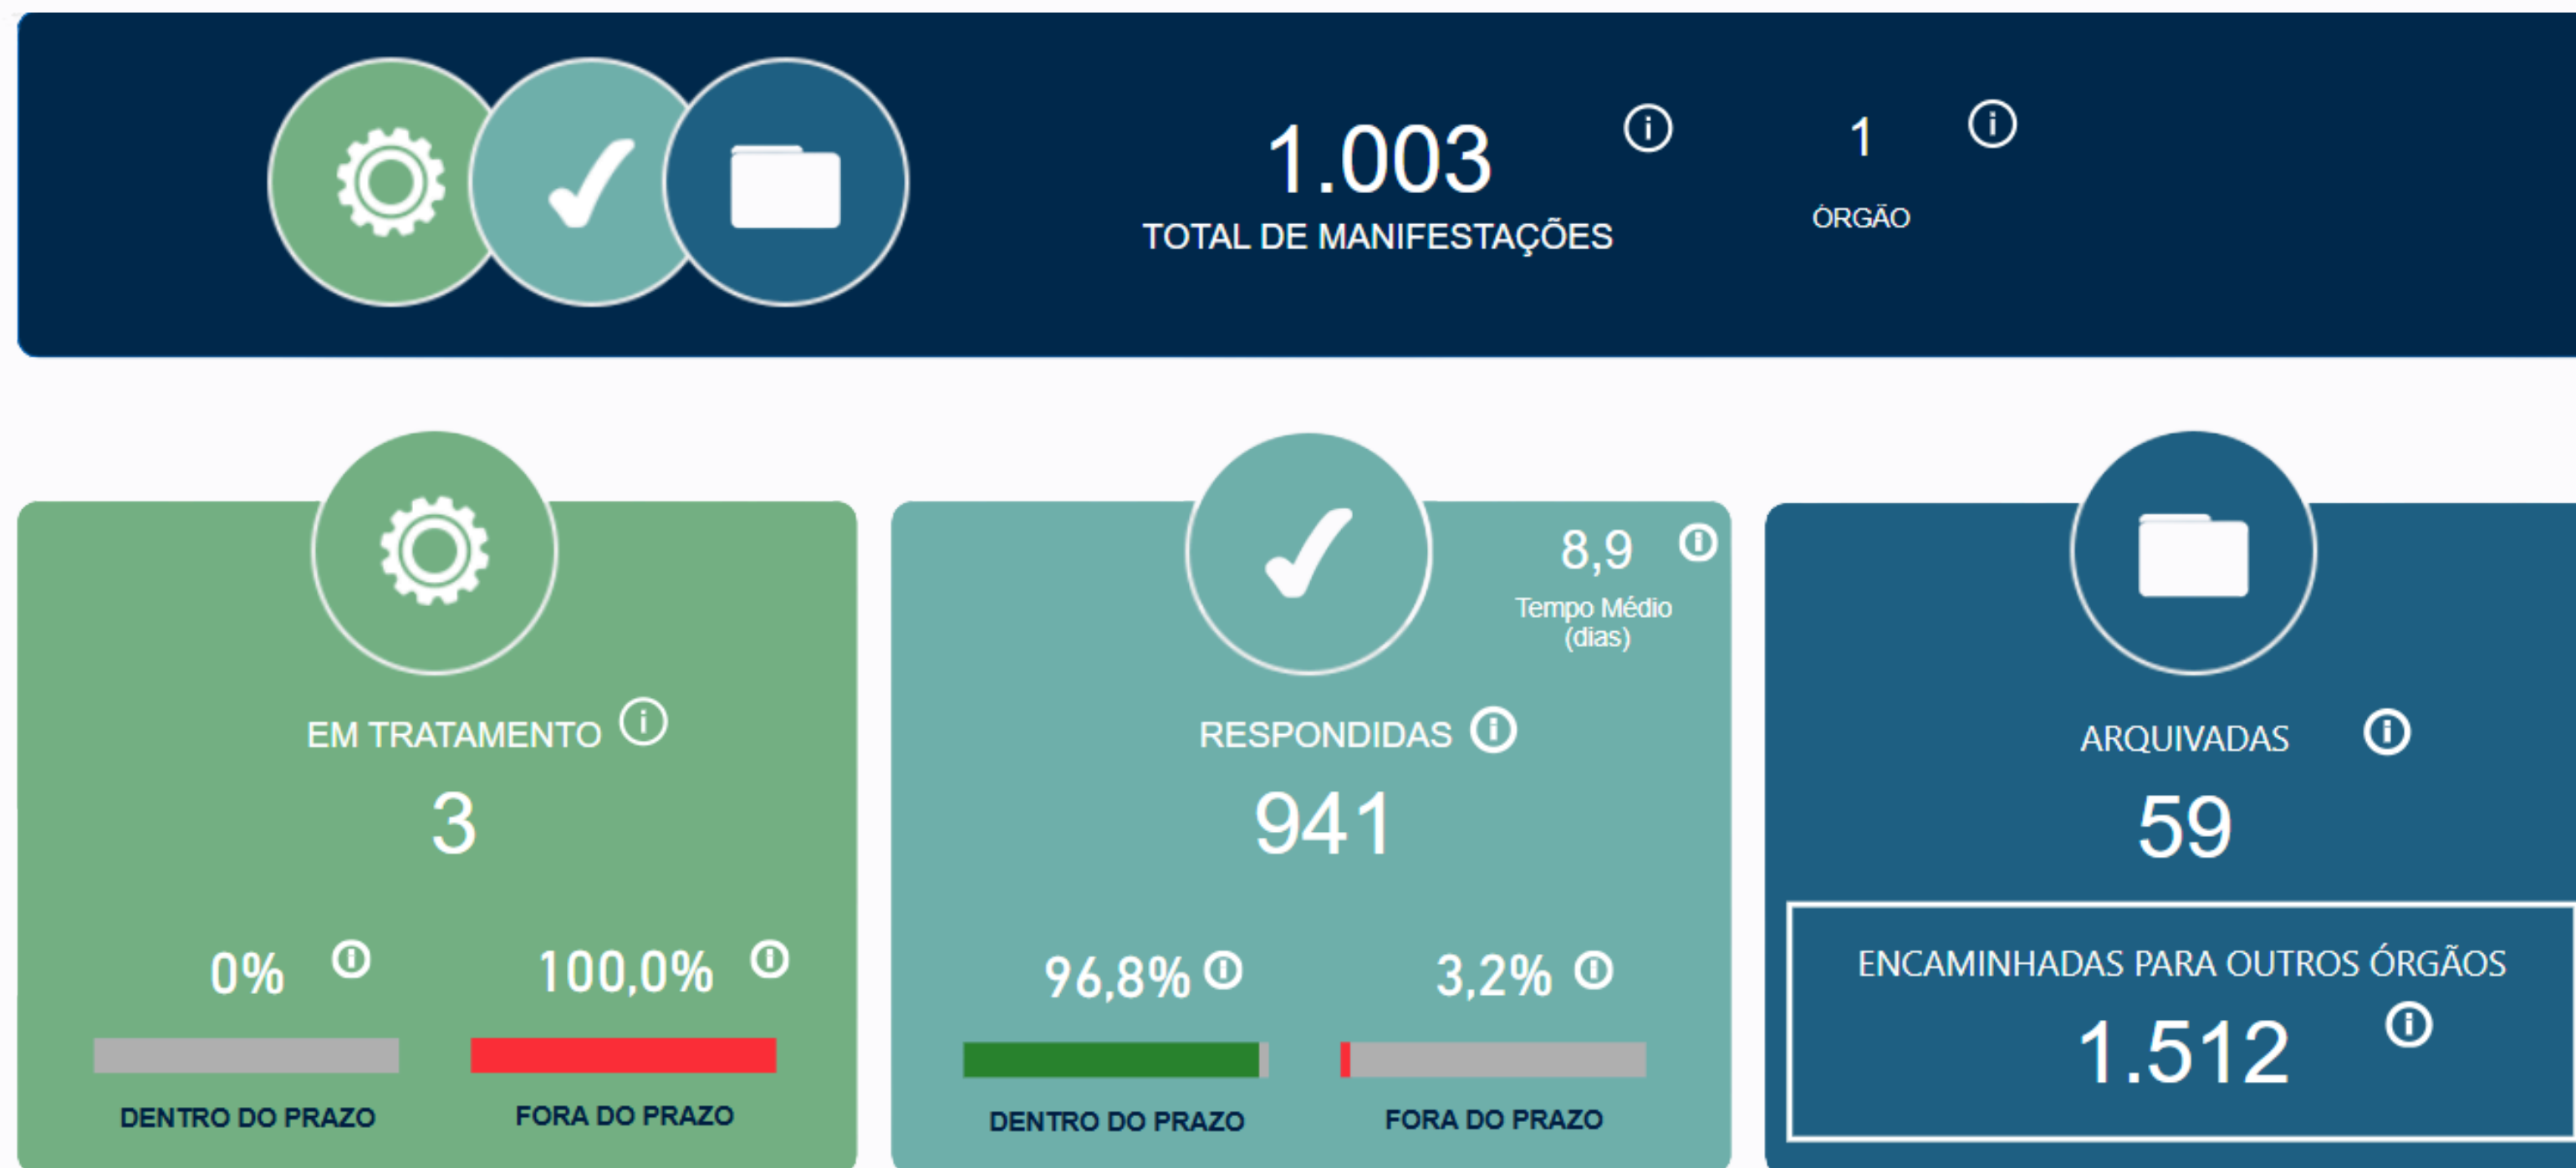 1.003
TOTAL DE MANIFESTAÇÕES
1
ÓRGÃO
EM TRATAMENTO
3
0%
100,0%
DENTRO DO PRAZO
FORA DO PRAZO
8,9
Tempo Médio
(dias)
RESPONDIDAS
941
96,8%
3,2%
DENTRO DO PRAZO
FORA DO PRAZO
ARQUIVADAS
59
ENCAMINHADAS PARA OUTROS ÓRGÃOS
1.512